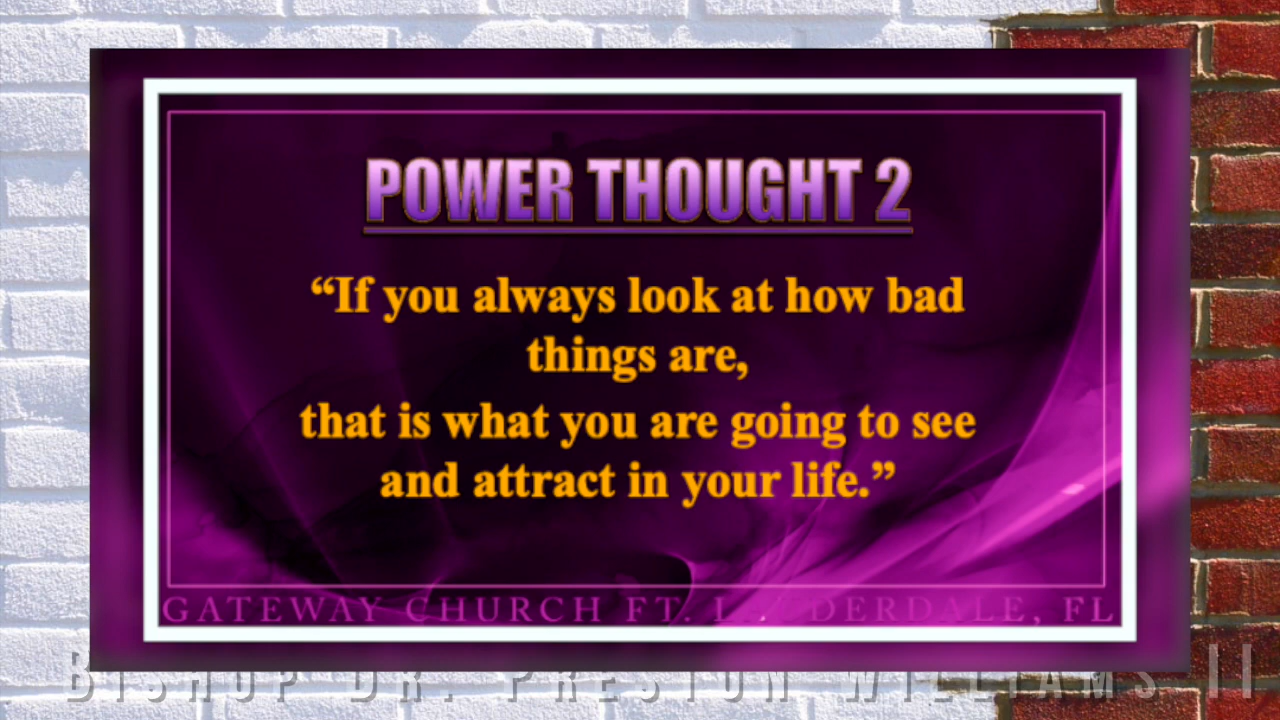 POWER THOUGHT 2
“If you always look at how bad
things are,
that is what you are going to see
and attract in your life.”
GATEWAY CHURCH FT. LAUDERDALE, FL
BISHOP DR. PRESTON WILLIAMS II